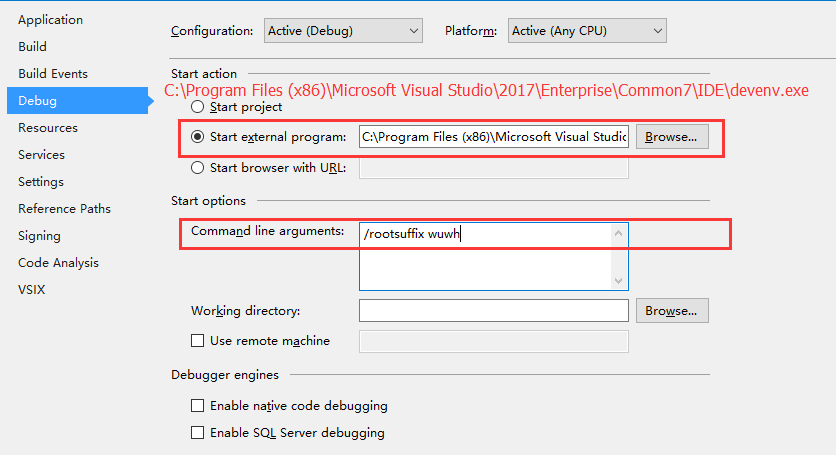 Application
Build
Build Events
Debug
Resources
Services
Settings
Reference Paths
Signing
Code Analysis
VSIX
Configuration: Active (Debug) Platform: Active (Any CPU)
Start action
C:\Program Files (x86)\Microsoft Visual Studio\2017\Enterprise\Common7\IDE\devenv.exe
Start project
Start external program: C:\Program Files (x86)\Microsoft Visual Studio Browse...
Start browser with URL:
Start options
Command line arguments: /rootsuffix wuwh
Working directory: Browse...
Use remote machine
Debugger engines
Enable native code debugging
Enable SQL Server debugging